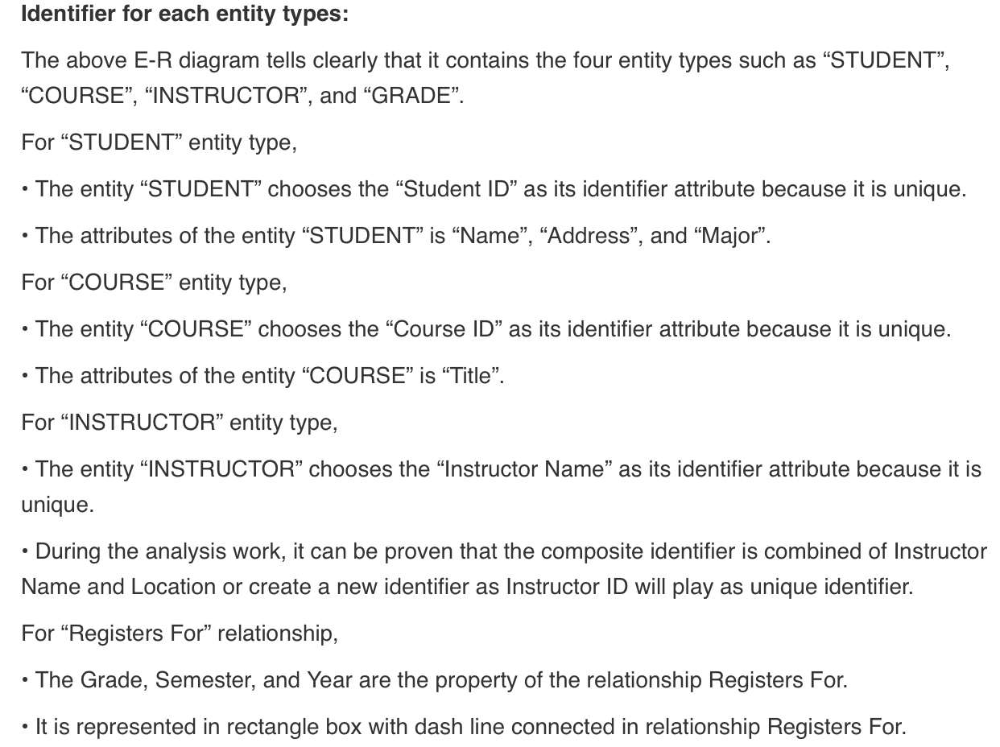 Identifier for each entity types:
The above E-R diagram tells clearly that it contains the four entity types such as “STUDENT”,
“COURSE”, “INSTRUCTOR”, and “GRADE”.
For “STUDENT” entity type,
• The entity “STUDENT” chooses the “Student ID” as its identifier attribute because it is unique.
• The attributes of the entity “STUDENT” is “Name”, “Address”, and “Major”.
For “COURSE” entity type,
• The entity “COURSE” chooses the “Course ID” as its identifier attribute because it is unique.
• The attributes of the entity “COURSE” is “Title”.
For “INSTRUCTOR” entity type,
• The entity “INSTRUCTOR” chooses the “Instructor Name” as its identifier attribute because it is
unique.
• During the analysis work, it can be proven that the composite identifier is combined of Instructor
Name and Location or create a new identifier as Instructor ID will play as unique identifier.
For “Registers For” relationship,
• The Grade, Semester, and Year are the property of the relationship Registers For.
• It is represented in rectangle box with dash line connected in relationship Registers For.